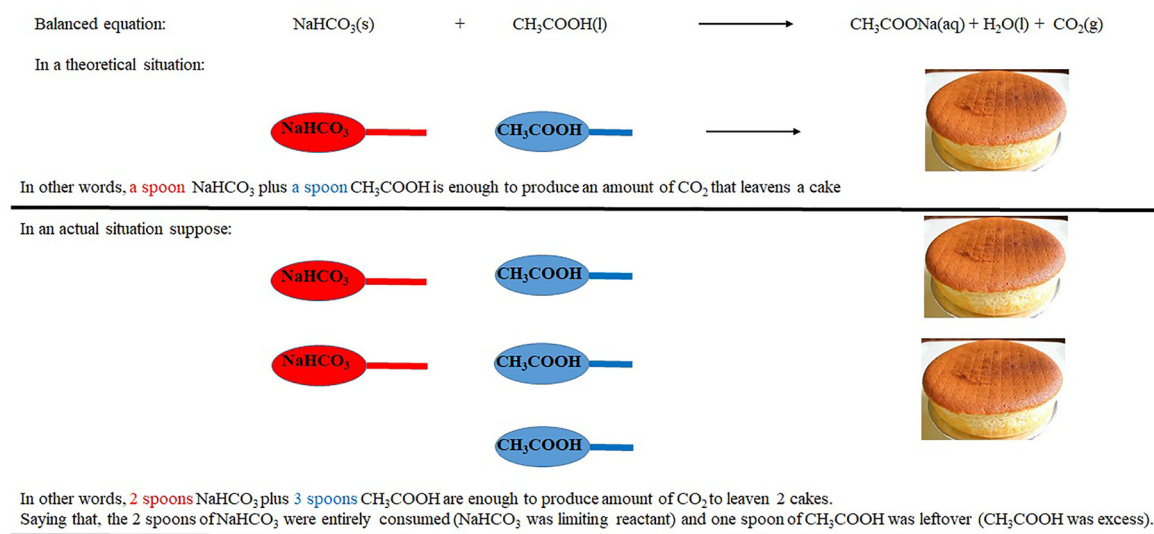 Balanced equation: NaHCO₃(s) + CH₃COOH(l) CH₃COONa(aq) + H₂O(l) + CO₂(g)
In a theoretical situation:
NaHCO₃ CH₃COOH
In other words, a spoon NaHCO₃ plus a spoon CH₃COOH is enough to produce an amount of CO₂ that leavens a cake
In an actual situation suppose:
NaHCO₃ CH₃COOH
NaHCO₃ CH₃COOH
CH₃COOH
In other words, 2 spoons NaHCO₃ plus 3 spoons CH₃COOH are enough to produce amount of CO₂ to leaven 2 cakes.
Saying that, the 2 spoons of NaHCO₃ were entirely consumed (NaHCO₃ was limiting reactant) and one spoon of CH₃COOH was leftover (CH₃COOH was excess).